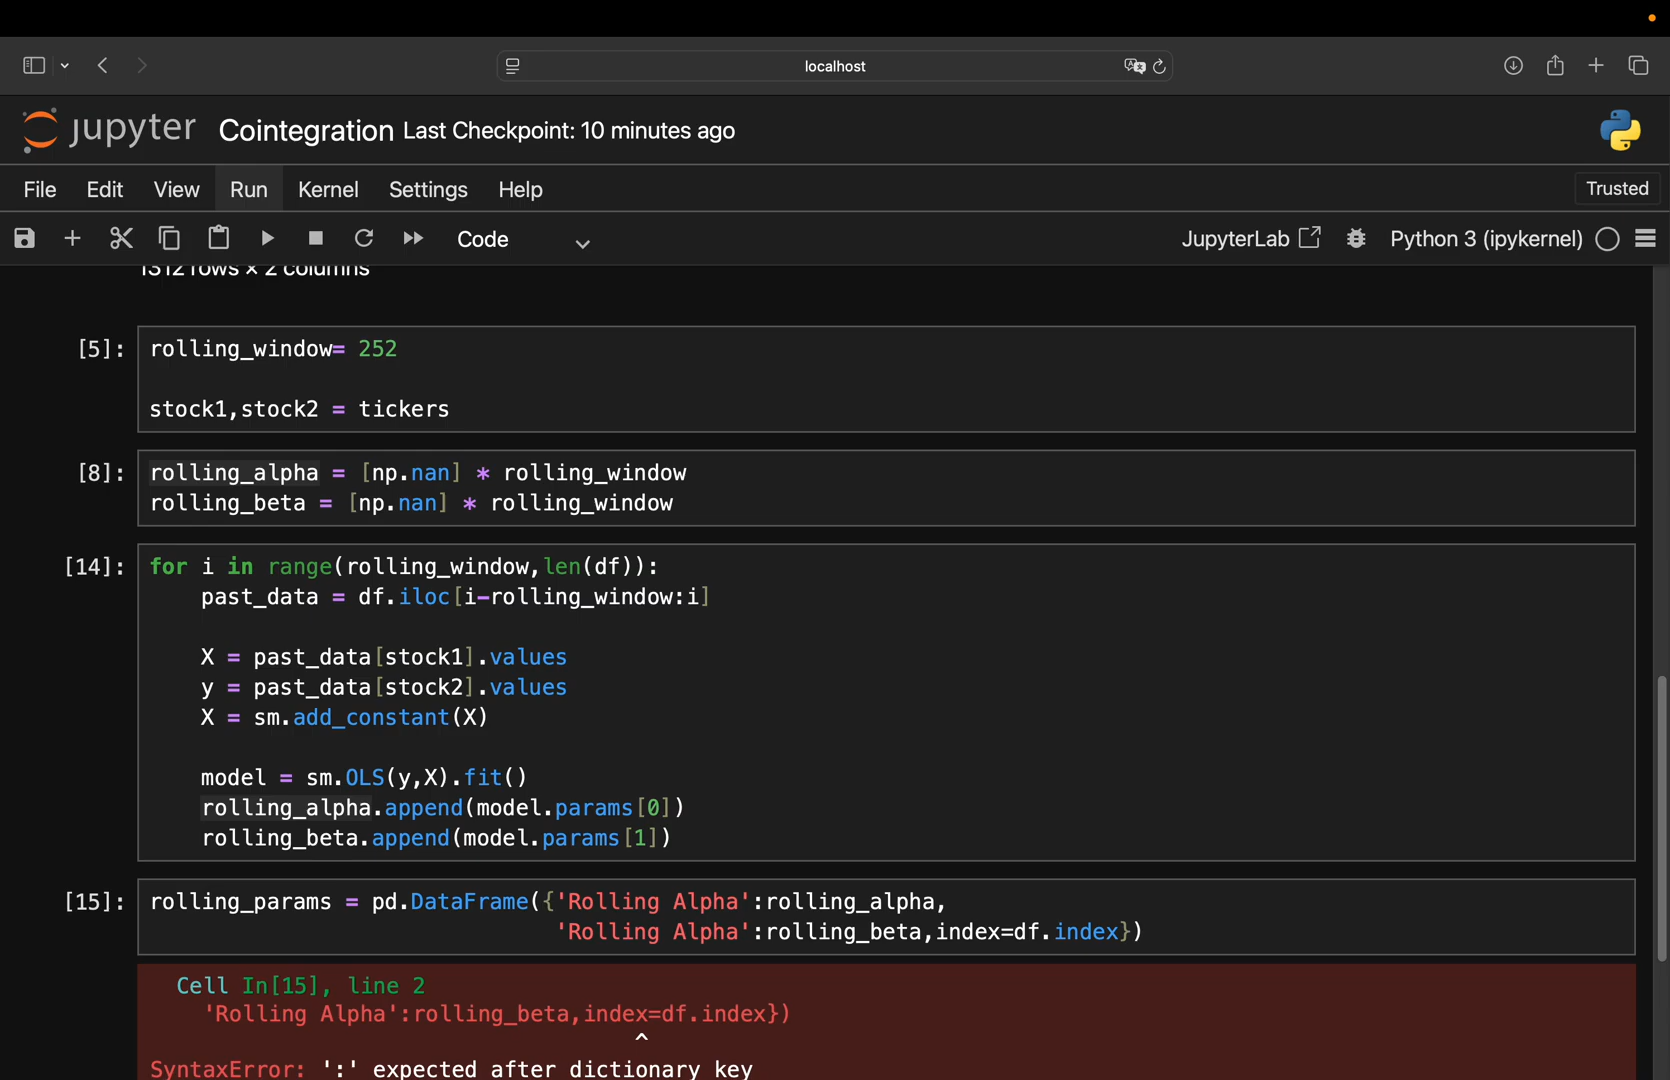 localhost
jupyter Cointegration Last Checkpoint: 10 minutes ago
File Edit View Run Kernel Settings Help Trusted
Code JupyterLab Python 3 (ipykernel)
1312 rows × 2 columns
[5]: rolling_window= 252
stock1,stock2 = tickers
[8]: rolling_alpha = [np.nan] * rolling_window
rolling_beta = [np.nan] * rolling_window
[14]: for i in range(rolling_window,len(df)):
past_data = df.iloc[i-rolling_window:i]
X = past_data[stock1].values
y = past_data[stock2].values
X = sm.add_constant(X)
model = sm.OLS(y,X).fit()
rolling_alpha.append(model.params[0])
rolling_beta.append(model.params[1])
[15]: rolling_params = pd.DataFrame({'Rolling Alpha':rolling_alpha,
'Rolling Alpha':rolling_beta,index=df.index})
Cell In[15], line 2
'Rolling Alpha':rolling_beta,index=df.index})
^
SyntaxError: ':' expected after dictionary key